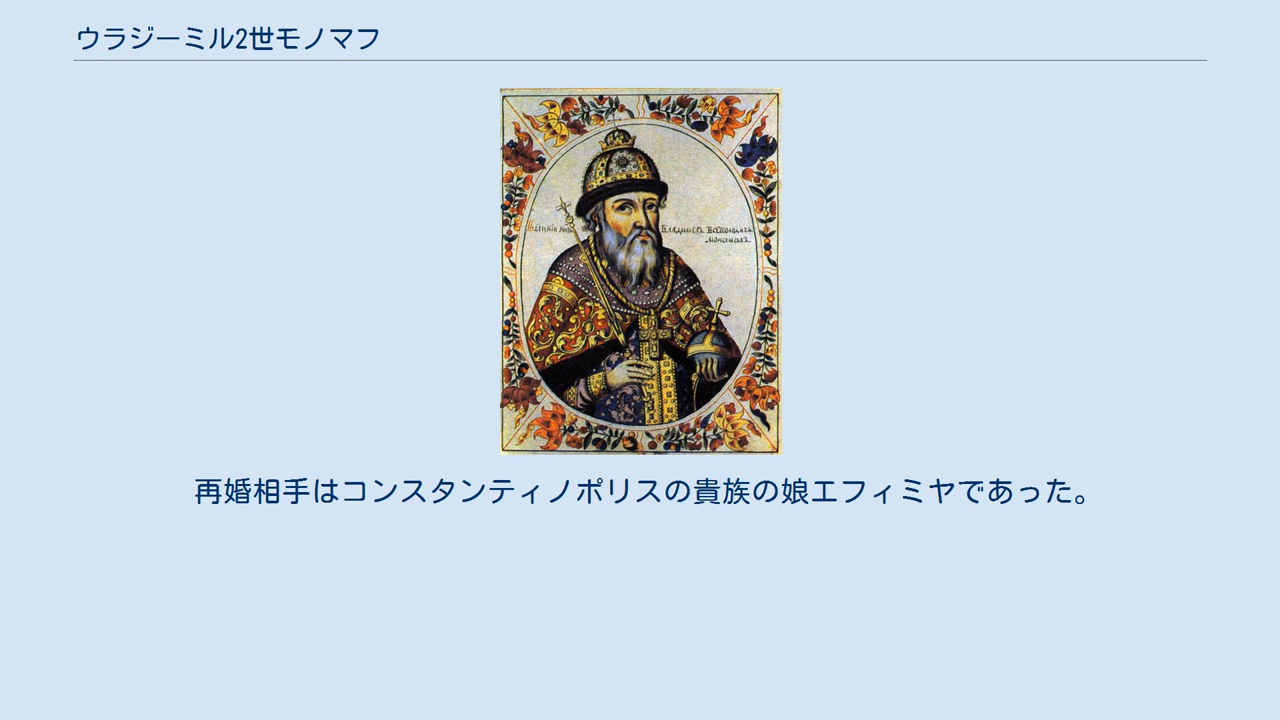 ウラジーミル2世モノマフ
再婚相手はコンスタンティノポリスの貴族の娘エフィミヤであった。